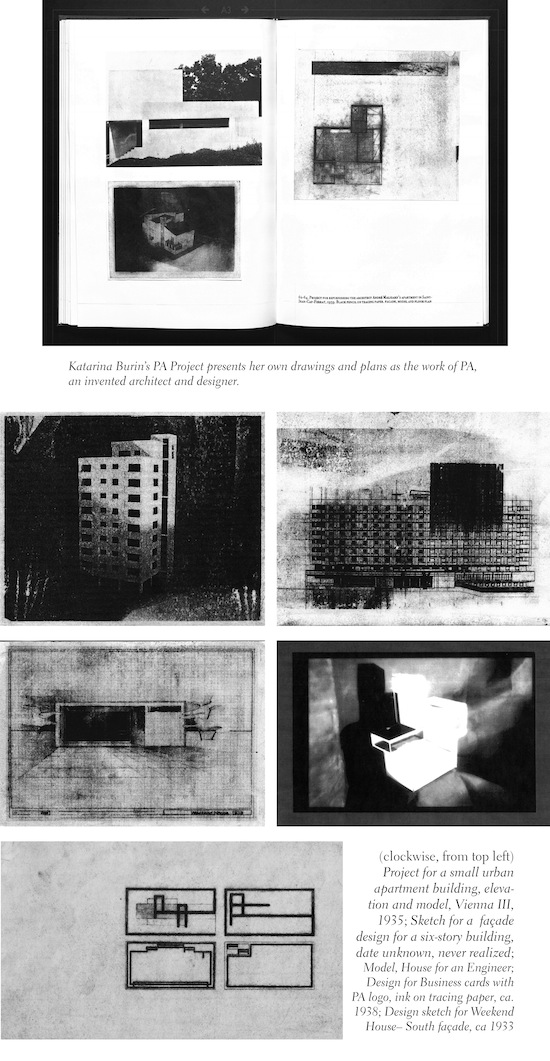 A3
Katarina Burin's PA Project presents her own drawings and plans as the work of PA,
an invented architect and designer.
(clockwise, from top left)
Project for a small urban
apartment building, eleva-
tion and model, Vienna III,
1935; Sketch for a façade
design for a six-story building,
date unknown, never realized;
Model, House for an Engineer;
Design for Business cards with
PA logo, ink on tracing paper, ca.
1938; Design sketch for Weekend
House– South façade, ca 1933